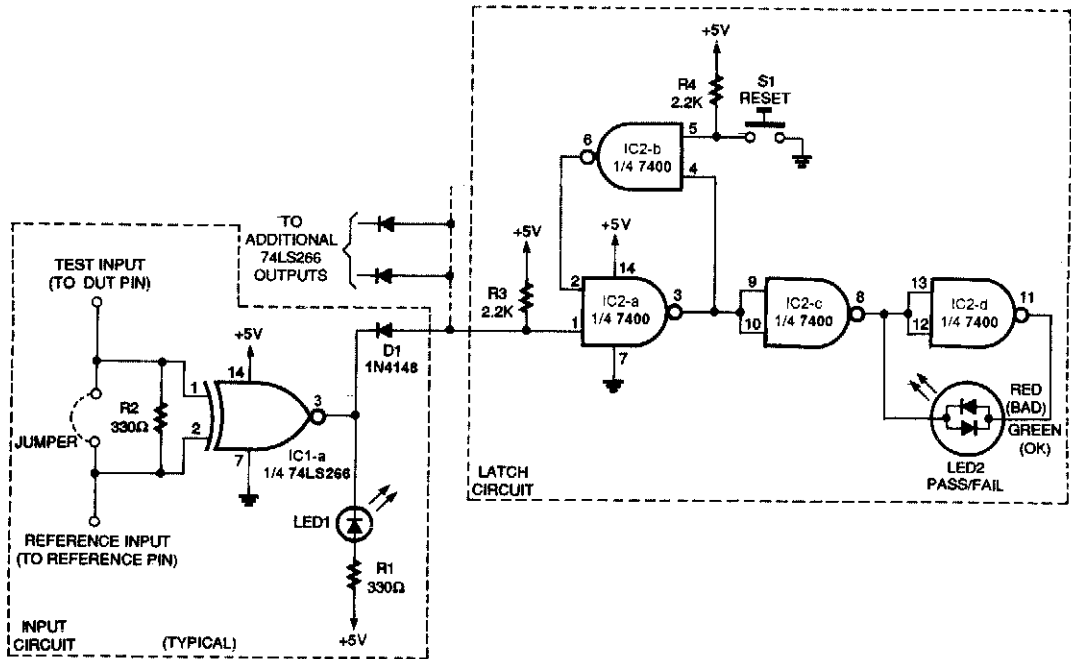 +5V
R4
2.2K
S1
RESET
6
IC2-b
1/4 7400
5
4
TO
ADDITIONAL
74LS266
OUTPUTS
+5V
+5V
TEST INPUT
(TO DUT PIN)
R3
2.2K
2
14
IC2-a
1/4 7400
3
1
7
9
10
IC2-c
1/4 7400
8
13
12
IC2-d
1/4 7400
11
+5V
D1
1N4148
14
1
R2
330Ω
2
3
JUMPER
7
IC1-a
1/4 74LS266
RED
(BAD)
GREEN
(OK)
LED2
PASS/FAIL
LATCH
CIRCUIT
LED1
REFERENCE INPUT
(TO REFERENCE PIN)
R1
330Ω
+5V
INPUT
CIRCUIT
(TYPICAL)